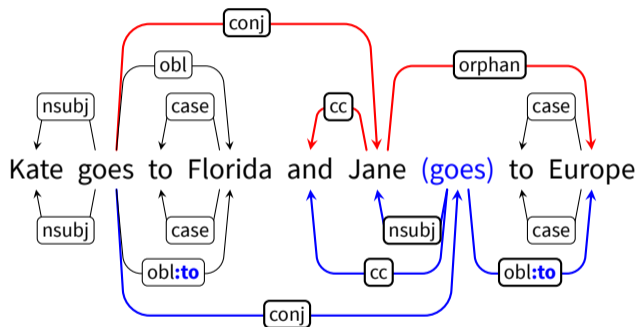 conj
obl orphan
nsubj case cc case
Kate goes to Florida and Jane (goes) to Europe
nsubj case nsubj case
obl:to cc obl:to
conj